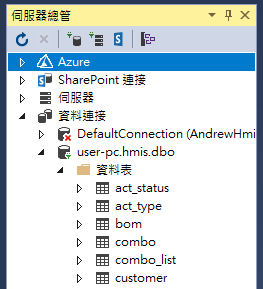 伺服器總管
Azure
SharePoint 連接
伺服器
資料連接
DefaultConnection (AndrewHmi
user-pc.hmis.dbo
資料表
act_status
act_type
bom
combo
combo_list
customer